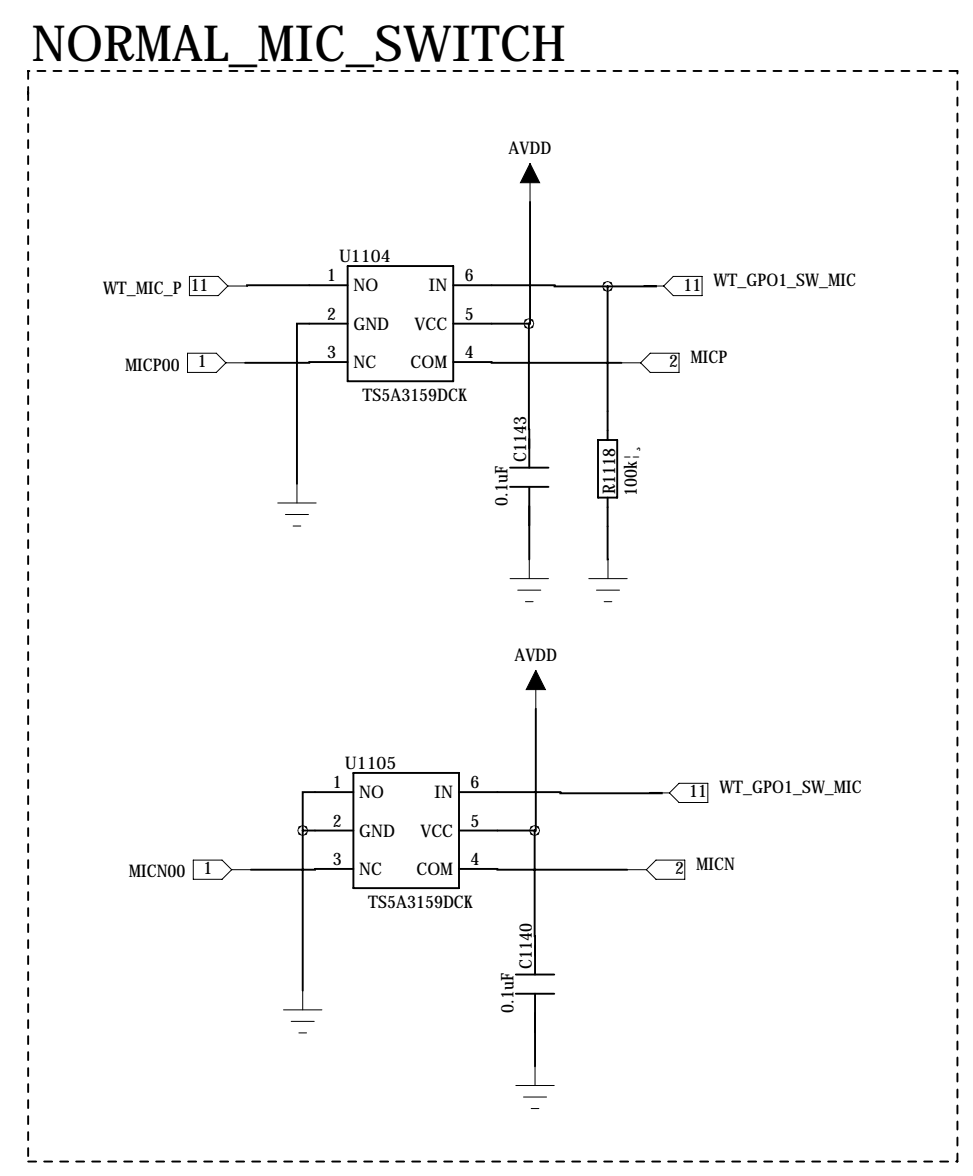 NORMAL_MIC_SWITCH
AVDD
U1104
WT_MIC_P 11
1 NO IN 6
11 WT_GPO1_SW_MIC
2 GND VCC 5
MICP00 1
3 NC COM 4
2 MICP
TS5A3159DCK
C1143
0.1uF
R1118
100k
AVDD
U1105
1 NO IN 6
11 WT_GPO1_SW_MIC
2 GND VCC 5
MICN00 1
3 NC COM 4
2 MICN
TS5A3159DCK
C1140
0.1uF